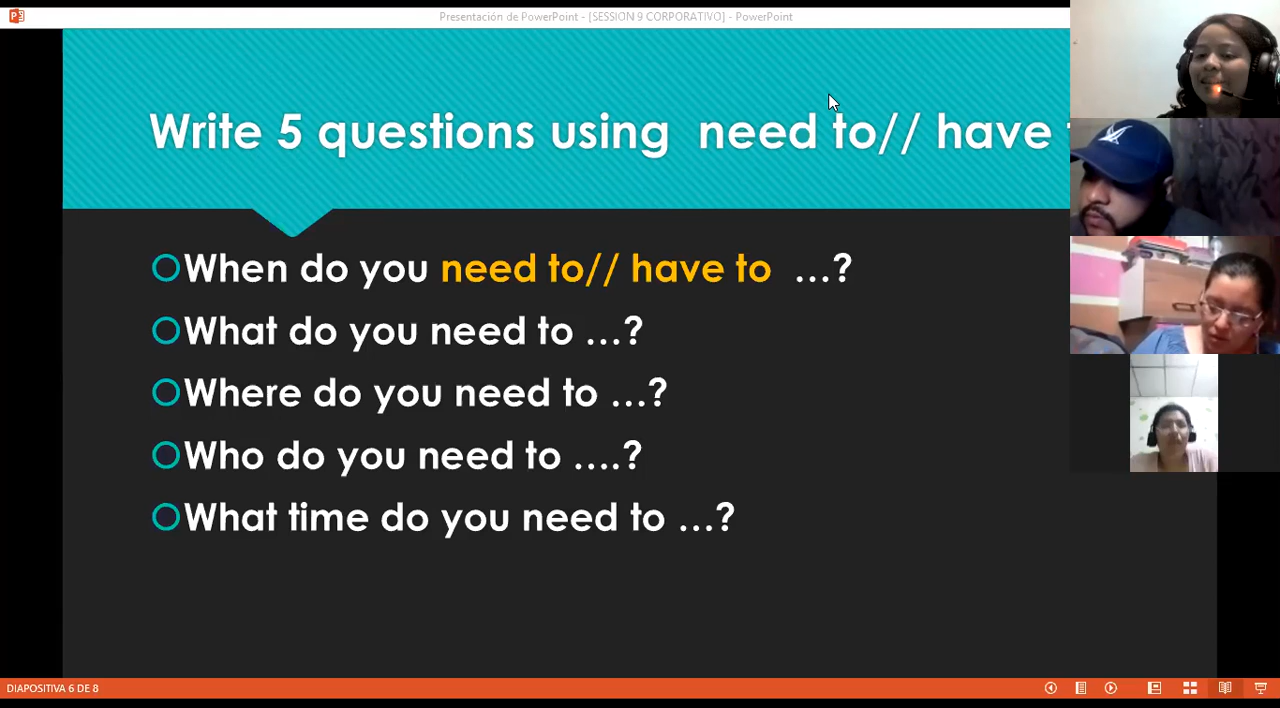 Presentación de PowerPoint - [SESSION 9 CORPORATIVO] - PowerPoint
Write 5 questions using need to// have
When do you need to// have to ...?
What do you need to ...?
Where do you need to ...?
Who do you need to ....?
What time do you need to ...?
DIAPOSITIVA 6 DE 8